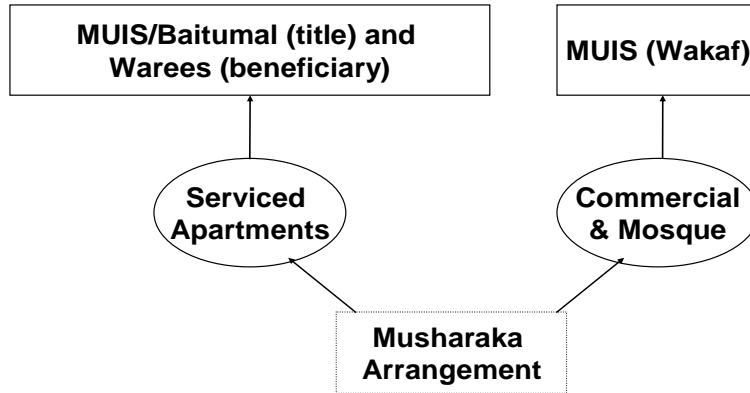 MUIS/Baitumal (title) and
Warees (beneficiary)
MUIS (Wakaf)
Serviced
Apartments
Commercial
& Mosque
Musharaka
Arrangement